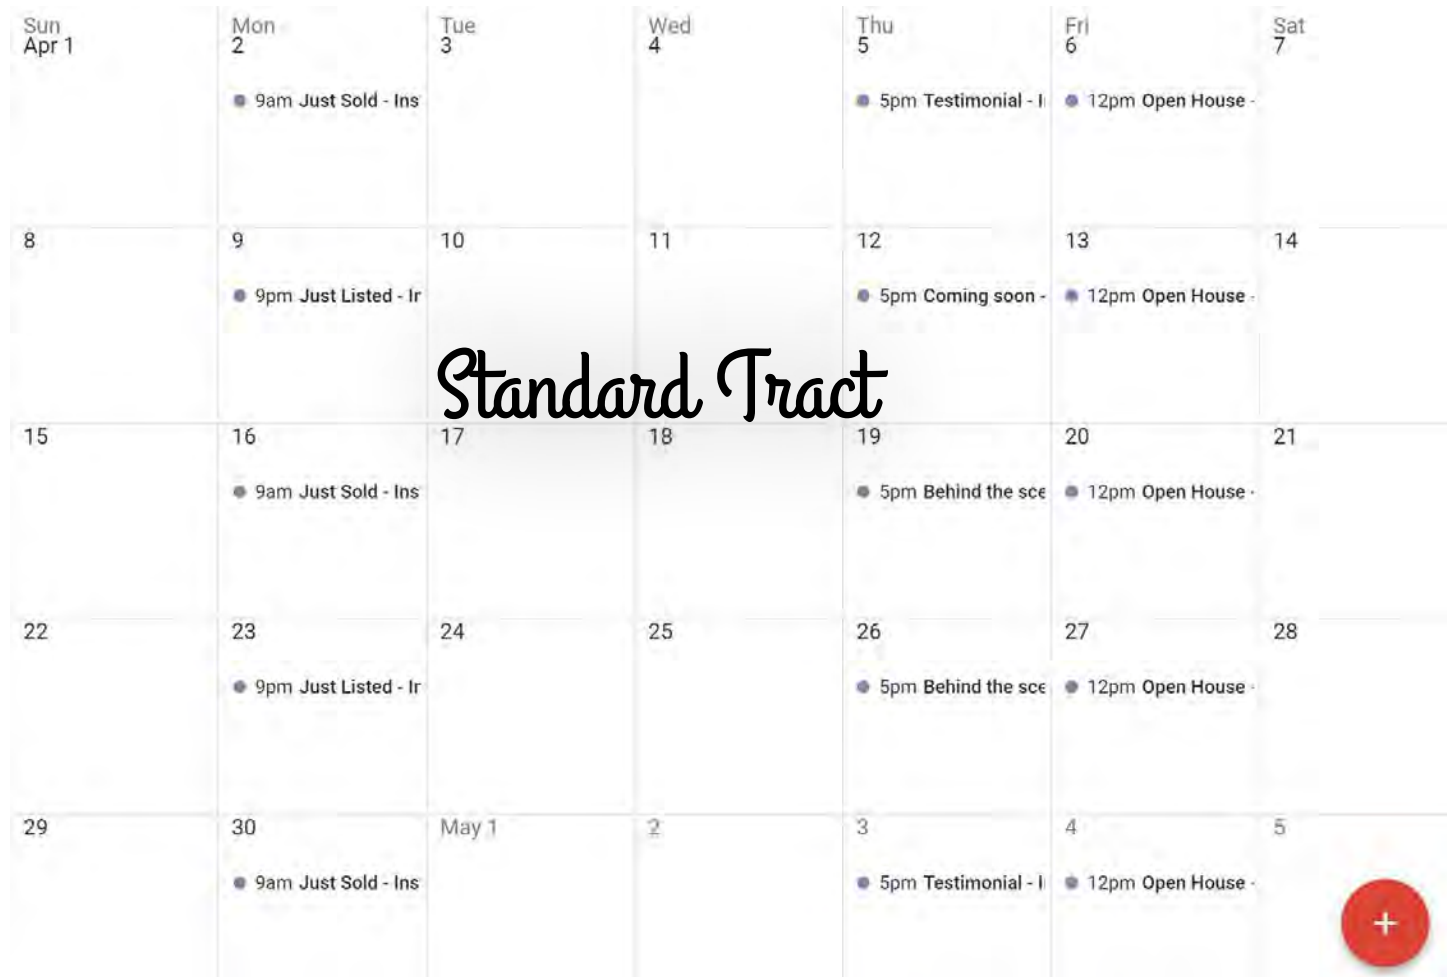 Sun Mon Tue Wed Thu Fri Sat
Apr 1 2 3 4 5 6 7
9am Just Sold - Ins 5pm Testimonial - I 12pm Open House -
8 9 10 11 12 13 14
9pm Just Listed - Ir 5pm Coming soon - 12pm Open House -
Standard Tract
15 16 17 18 19 20 21
9am Just Sold - Ins 5pm Behind the sce 12pm Open House -
22 23 24 25 26 27 28
9pm Just Listed - Ir 5pm Behind the sce 12pm Open House -
29 30 May 1 2 3 4 5
9am Just Sold - Ins 5pm Testimonial - I 12pm Open House -
+